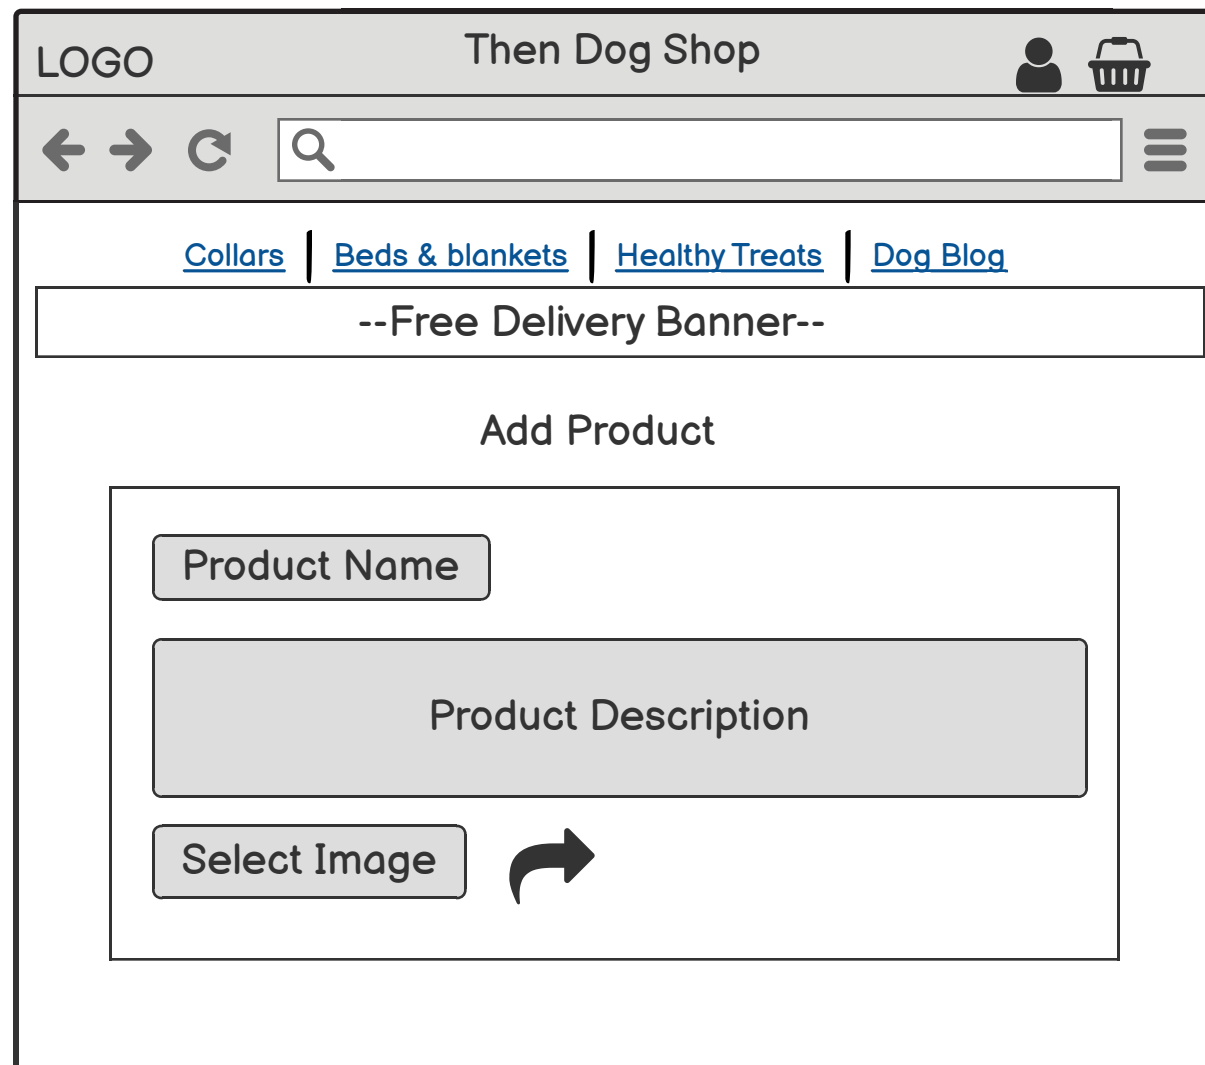 LOGO
Then Dog Shop
Collars
Beds & blankets
Healthy Treats
Dog Blog
--Free Delivery Banner--
Add Product
Product Name
Product Description
Select Image